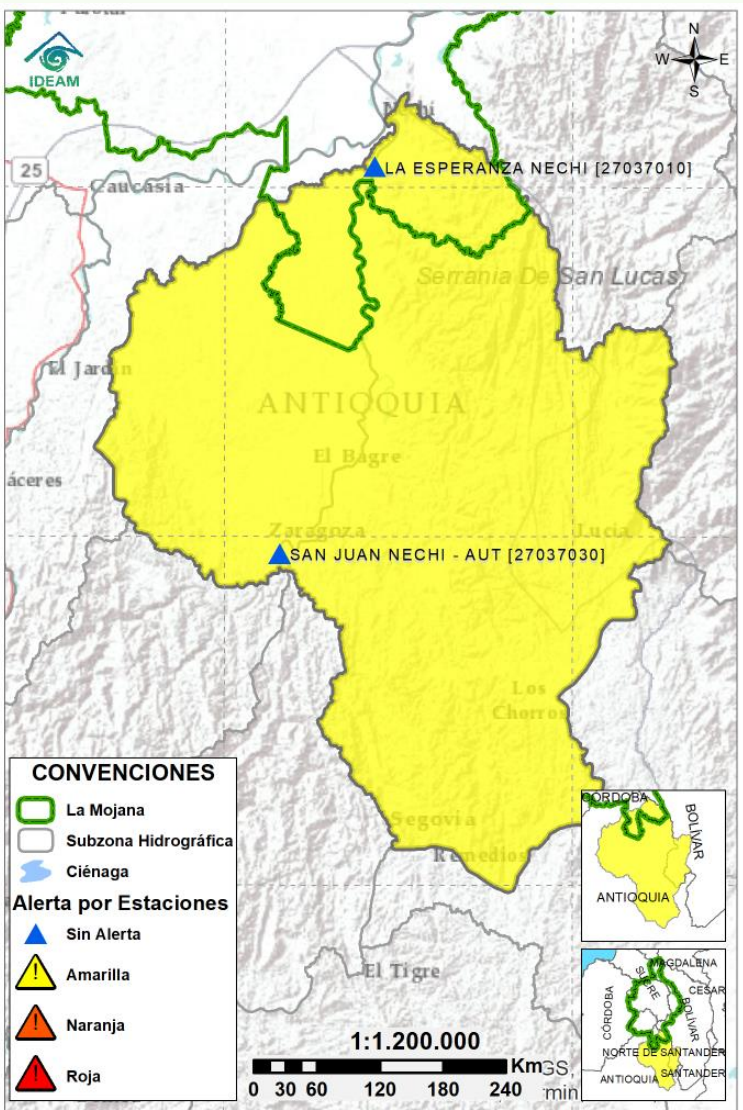 IDEAM
N
W E
S
Nechí
25
Caucasia
LA ESPERANZA NECHI [27037010]
Serrania De San Lucas
El Jardin
ANTIOQUIA
El Bagre
áceres
Zaragoza
Lucia
SAN JUAN NECHI - AUT [27037030]
Los
Chorros
Segovia
Remedios
El Tigre
CONVENCIONES
La Mojana
Subzona Hidrográfica
Ciénaga
Alerta por Estaciones
Sin Alerta
Amarilla
Naranja
Roja
1:1.200.000
Km
0 30 60 120 180 240
GS,
min
CÓRDOBA
BOLÍVAR
ANTIOQUIA
MAGDALENA
SUCRE
CESAR
CÓRDOBA
BOLÍVAR
NORTE DE SANTANDER
ANTIOQUIA
SANTANDER